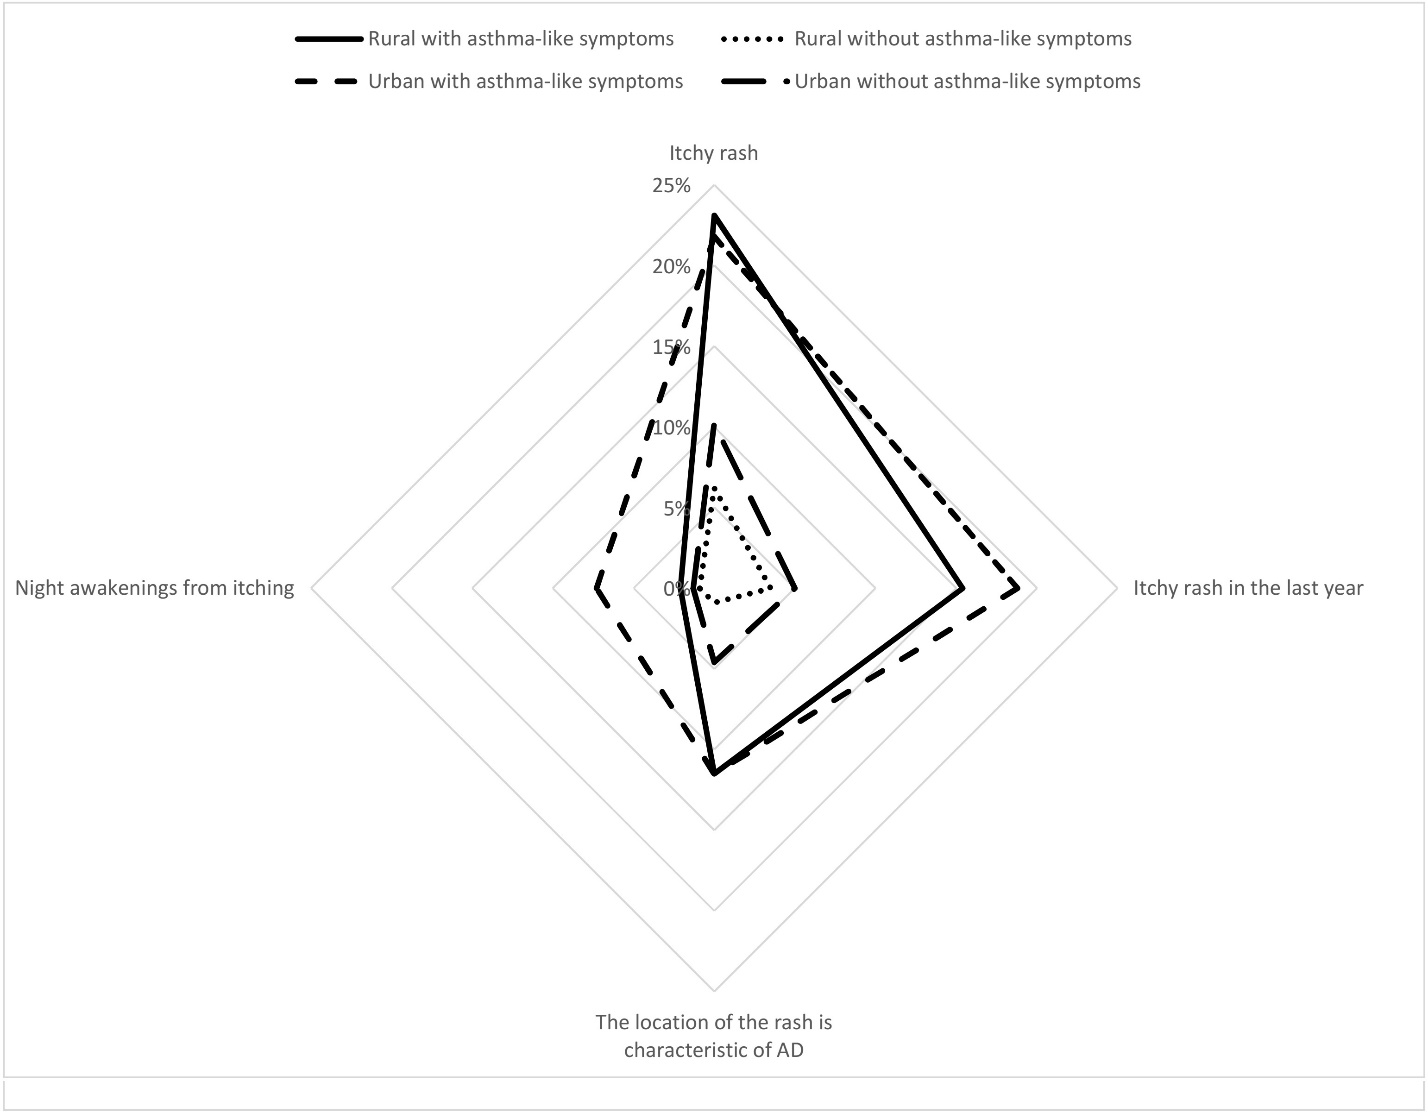 Rural with asthma-like symptoms
Rural without asthma-like symptoms
Urban with asthma-like symptoms
Urban without asthma-like symptoms
Itchy rash
25%
20%
15%
10%
5%
0%
Night awakenings from itching
Itchy rash in the last year
The location of the rash is
characteristic of AD